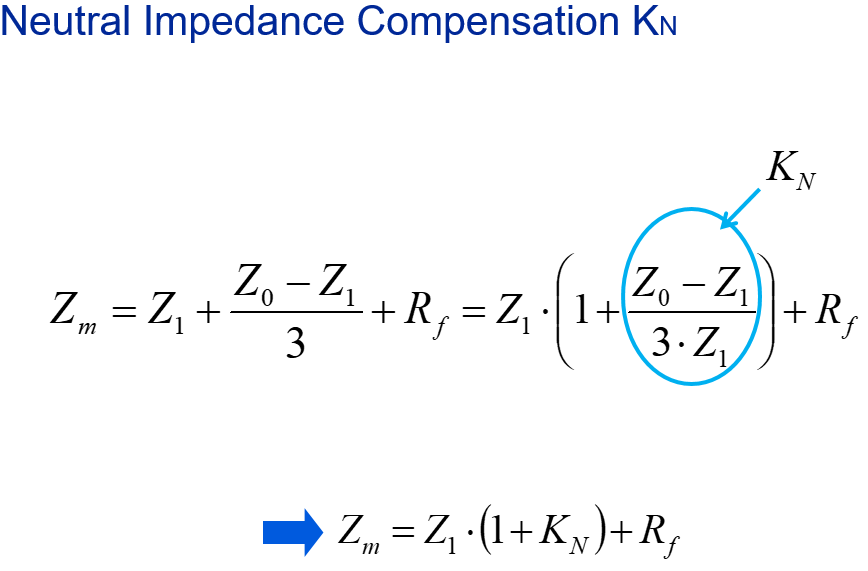 Neutral Impedance Compensation K_N
K_N
Z_m = Z_1 + \frac{Z_0 - Z_1}{3} + R_f = Z_1 \cdot \left(1 + \frac{Z_0 - Z_1}{3 \cdot Z_1}\right) + R_f
Z_m = Z_1 \cdot (1 + K_N) + R_f